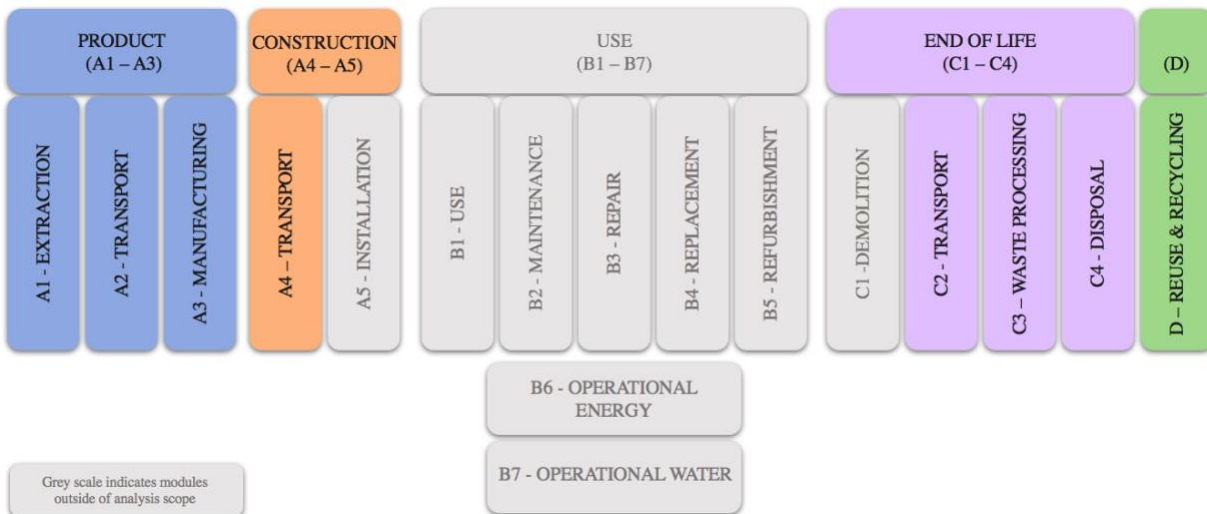 PRODUCT
(A1 – A3)
CONSTRUCTION
(A4 – A5)
USE
(B1 – B7)
END OF LIFE
(C1 – C4)
(D)
A1 - EXTRACTION
A2 - TRANSPORT
A3 - MANUFACTURING
A4 – TRANSPORT
A5 - INSTALLATION
B1 - USE
B2 - MAINTENANCE
B3 - REPAIR
B4 - REPLACEMENT
B5 - REFURBISHMENT
C1 -DEMOLITION
C2 - TRANSPORT
C3 – WASTE PROCESSING
C4 - DISPOSAL
D – REUSE & RECYCLING
B6 - OPERATIONAL
ENERGY
B7 - OPERATIONAL WATER
Grey scale indicates modules
outside of analysis scope